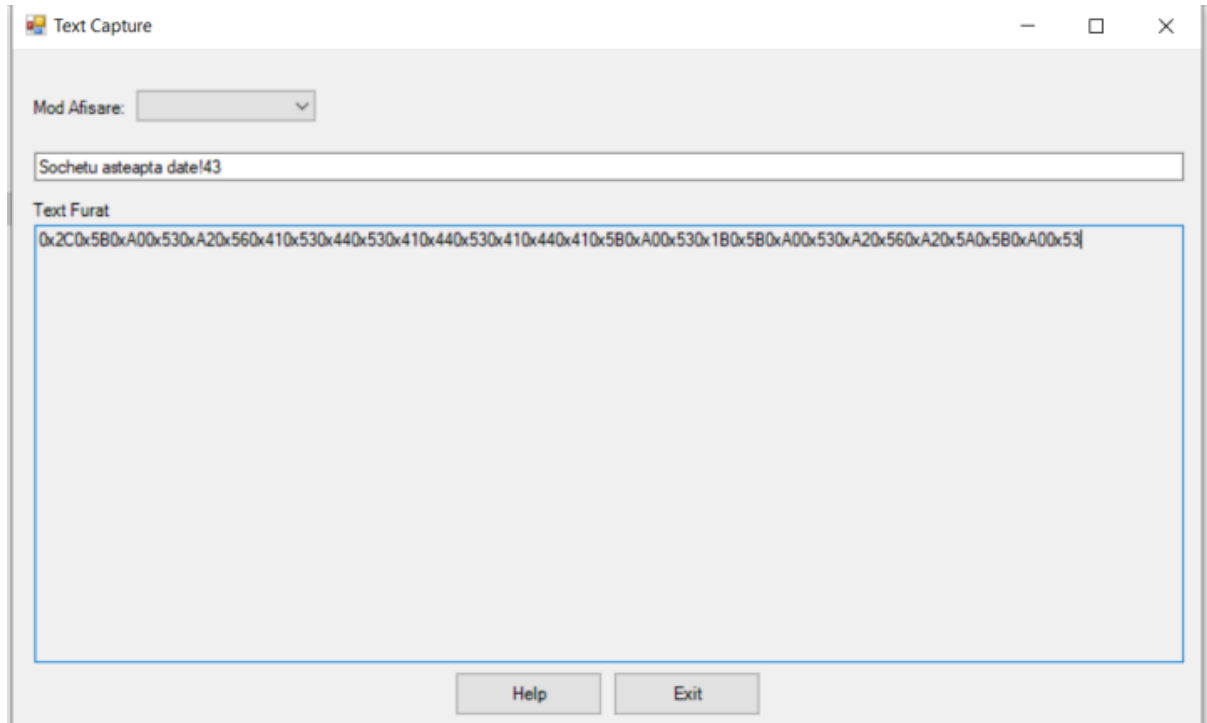 Text Capture
Mod Afisare:
Sochetu asteapta date!43
Text Furat
0x2C0x5B0xA00x530xA20x560x410x530x440x530x410x440x530x410x440x410x5B0xA00x530x1B0x5B0xA00x530xA20x560xA20x5A0x5B0xA00x53
Help
Exit